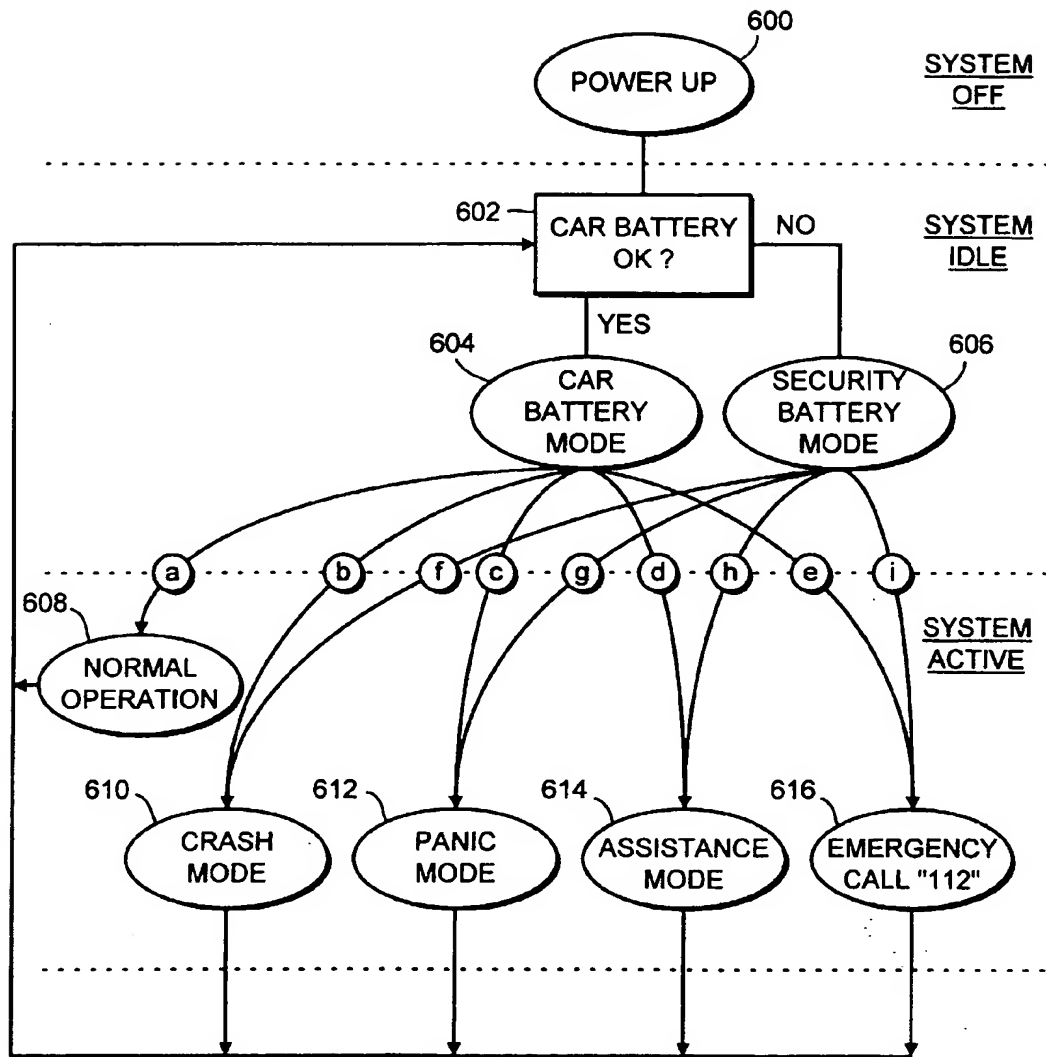 600
POWER UP
SYSTEM
OFF
602
CAR BATTERY
OK ?
NO
SYSTEM
IDLE
YES
604
606
CAR
BATTERY
MODE
SECURITY
BATTERY
MODE
a
b
f
c
g
d
h
e
i
608
NORMAL
OPERATION
SYSTEM
ACTIVE
610
612
614
616
CRASH
MODE
PANIC
MODE
ASSISTANCE
MODE
EMERGENCY
CALL "112"